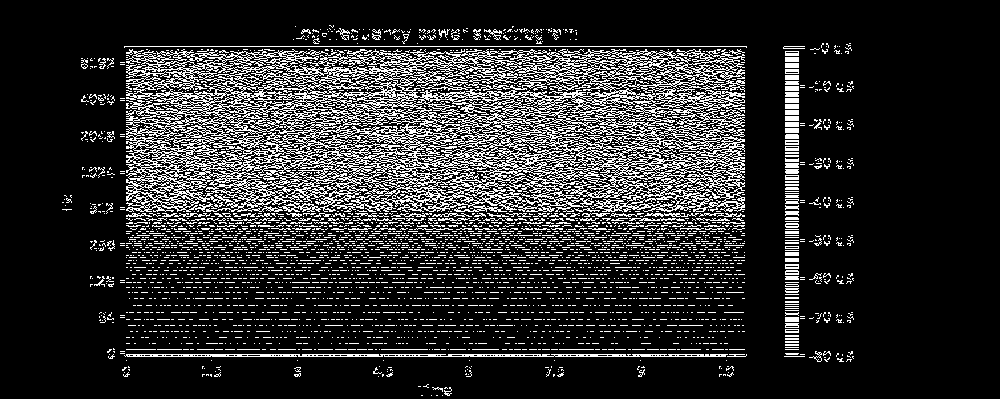 Log-frequency power spectrogram
8192
4096
2048
1024
512
256
128
64
0
Hz
0
1.5
3
4.5
6
7.5
9
10
Time
-10 dB
-20 dB
-30 dB
-40 dB
-50 dB
-60 dB
-70 dB
-80 dB